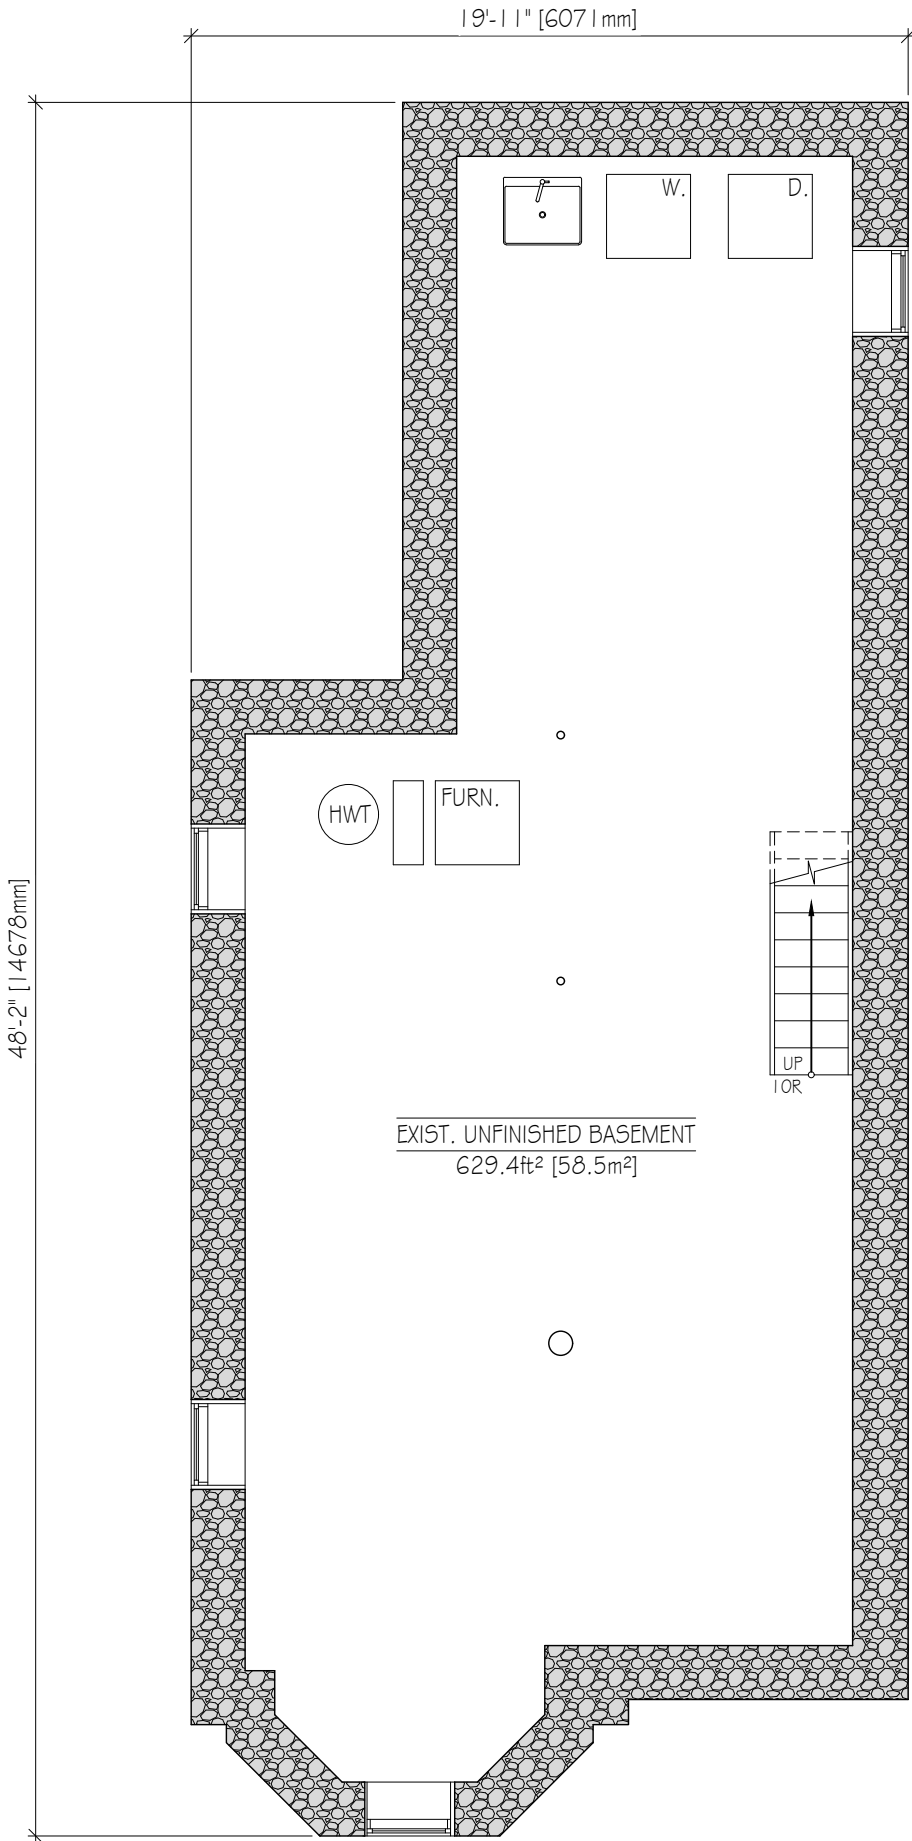 19'-11" [6071mm]
W.
D.
HWT
FURN.
48'-2" [14678mm]
UP
10R
EXIST. UNFINISHED BASEMENT
629.4ft² [58.5m²]